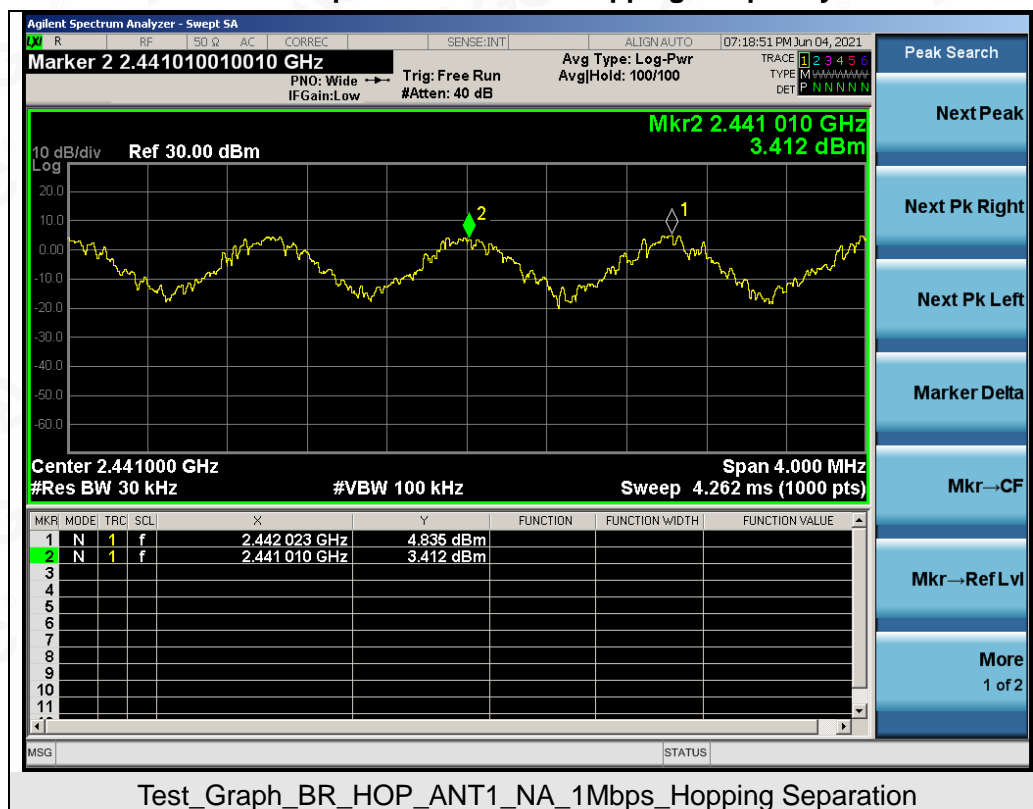 Agilent Spectrum Analyzer - Swept SA
LXI R RF 50 Ω AC CORREC SENSE:INT ALIGN AUTO 07:18:51 PM Jun 04, 2021
Marker 2 2.441010010010 GHz
PNO: Wide
IFGain:Low
Trig: Free Run
#Atten: 40 dB
Avg Type: Log-Pwr
Avg|Hold: 100/100
TRACE 1 2 3 4 5 6
TYPE M WWWWW
DET P N N N N N
Peak Search
Next Peak
Next Pk Right
Next Pk Left
Marker Delta
Mkr→CF
Mkr→Ref Lvl
More
1 of 2
Mkr2 2.441 010 GHz
3.412 dBm
10 dB/div Ref 30.00 dBm
Log
20.0
10.0
0.00
-10.0
-20.0
-30.0
-40.0
-50.0
-60.0
2
1
Center 2.441000 GHz Span 4.000 MHz
#Res BW 30 kHz #VBW 100 kHz Sweep 4.262 ms (1000 pts)
MKR MODE TRC SCL X Y FUNCTION FUNCTION WIDTH FUNCTION VALUE
1 N 1 f 2.442 023 GHz 4.835 dBm
2 N 1 f 2.441 010 GHz 3.412 dBm
3
4
5
6
7
8
9
10
11
MSG STATUS
Test_Graph_BR_HOP_ANT1_NA_1Mbps_Hopping Separation